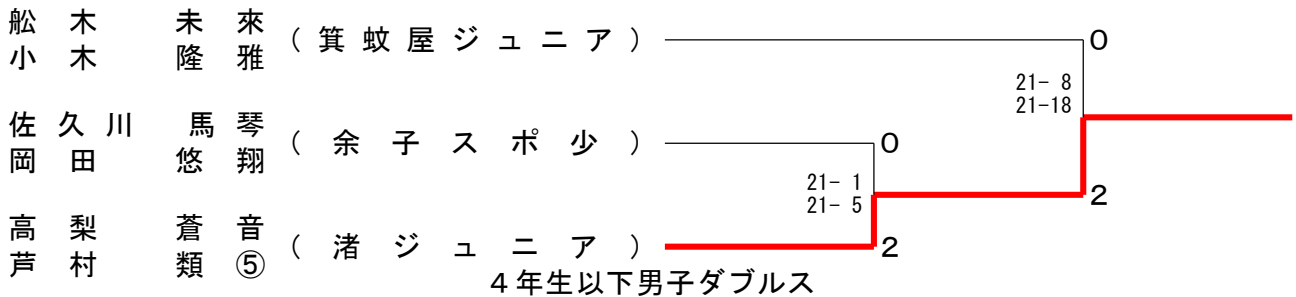 舩木 未來 (箕蚊屋ジュニア) 0
小木 隆雅
21- 8
21-18
佐久川 馬琴 (余子スポ少) 0
岡田 悠翔
21- 1
21- 5
2
高梨 蒼音 (渚ジュニア) 2
芦村 類⑤
４年生以下男子ダブルス